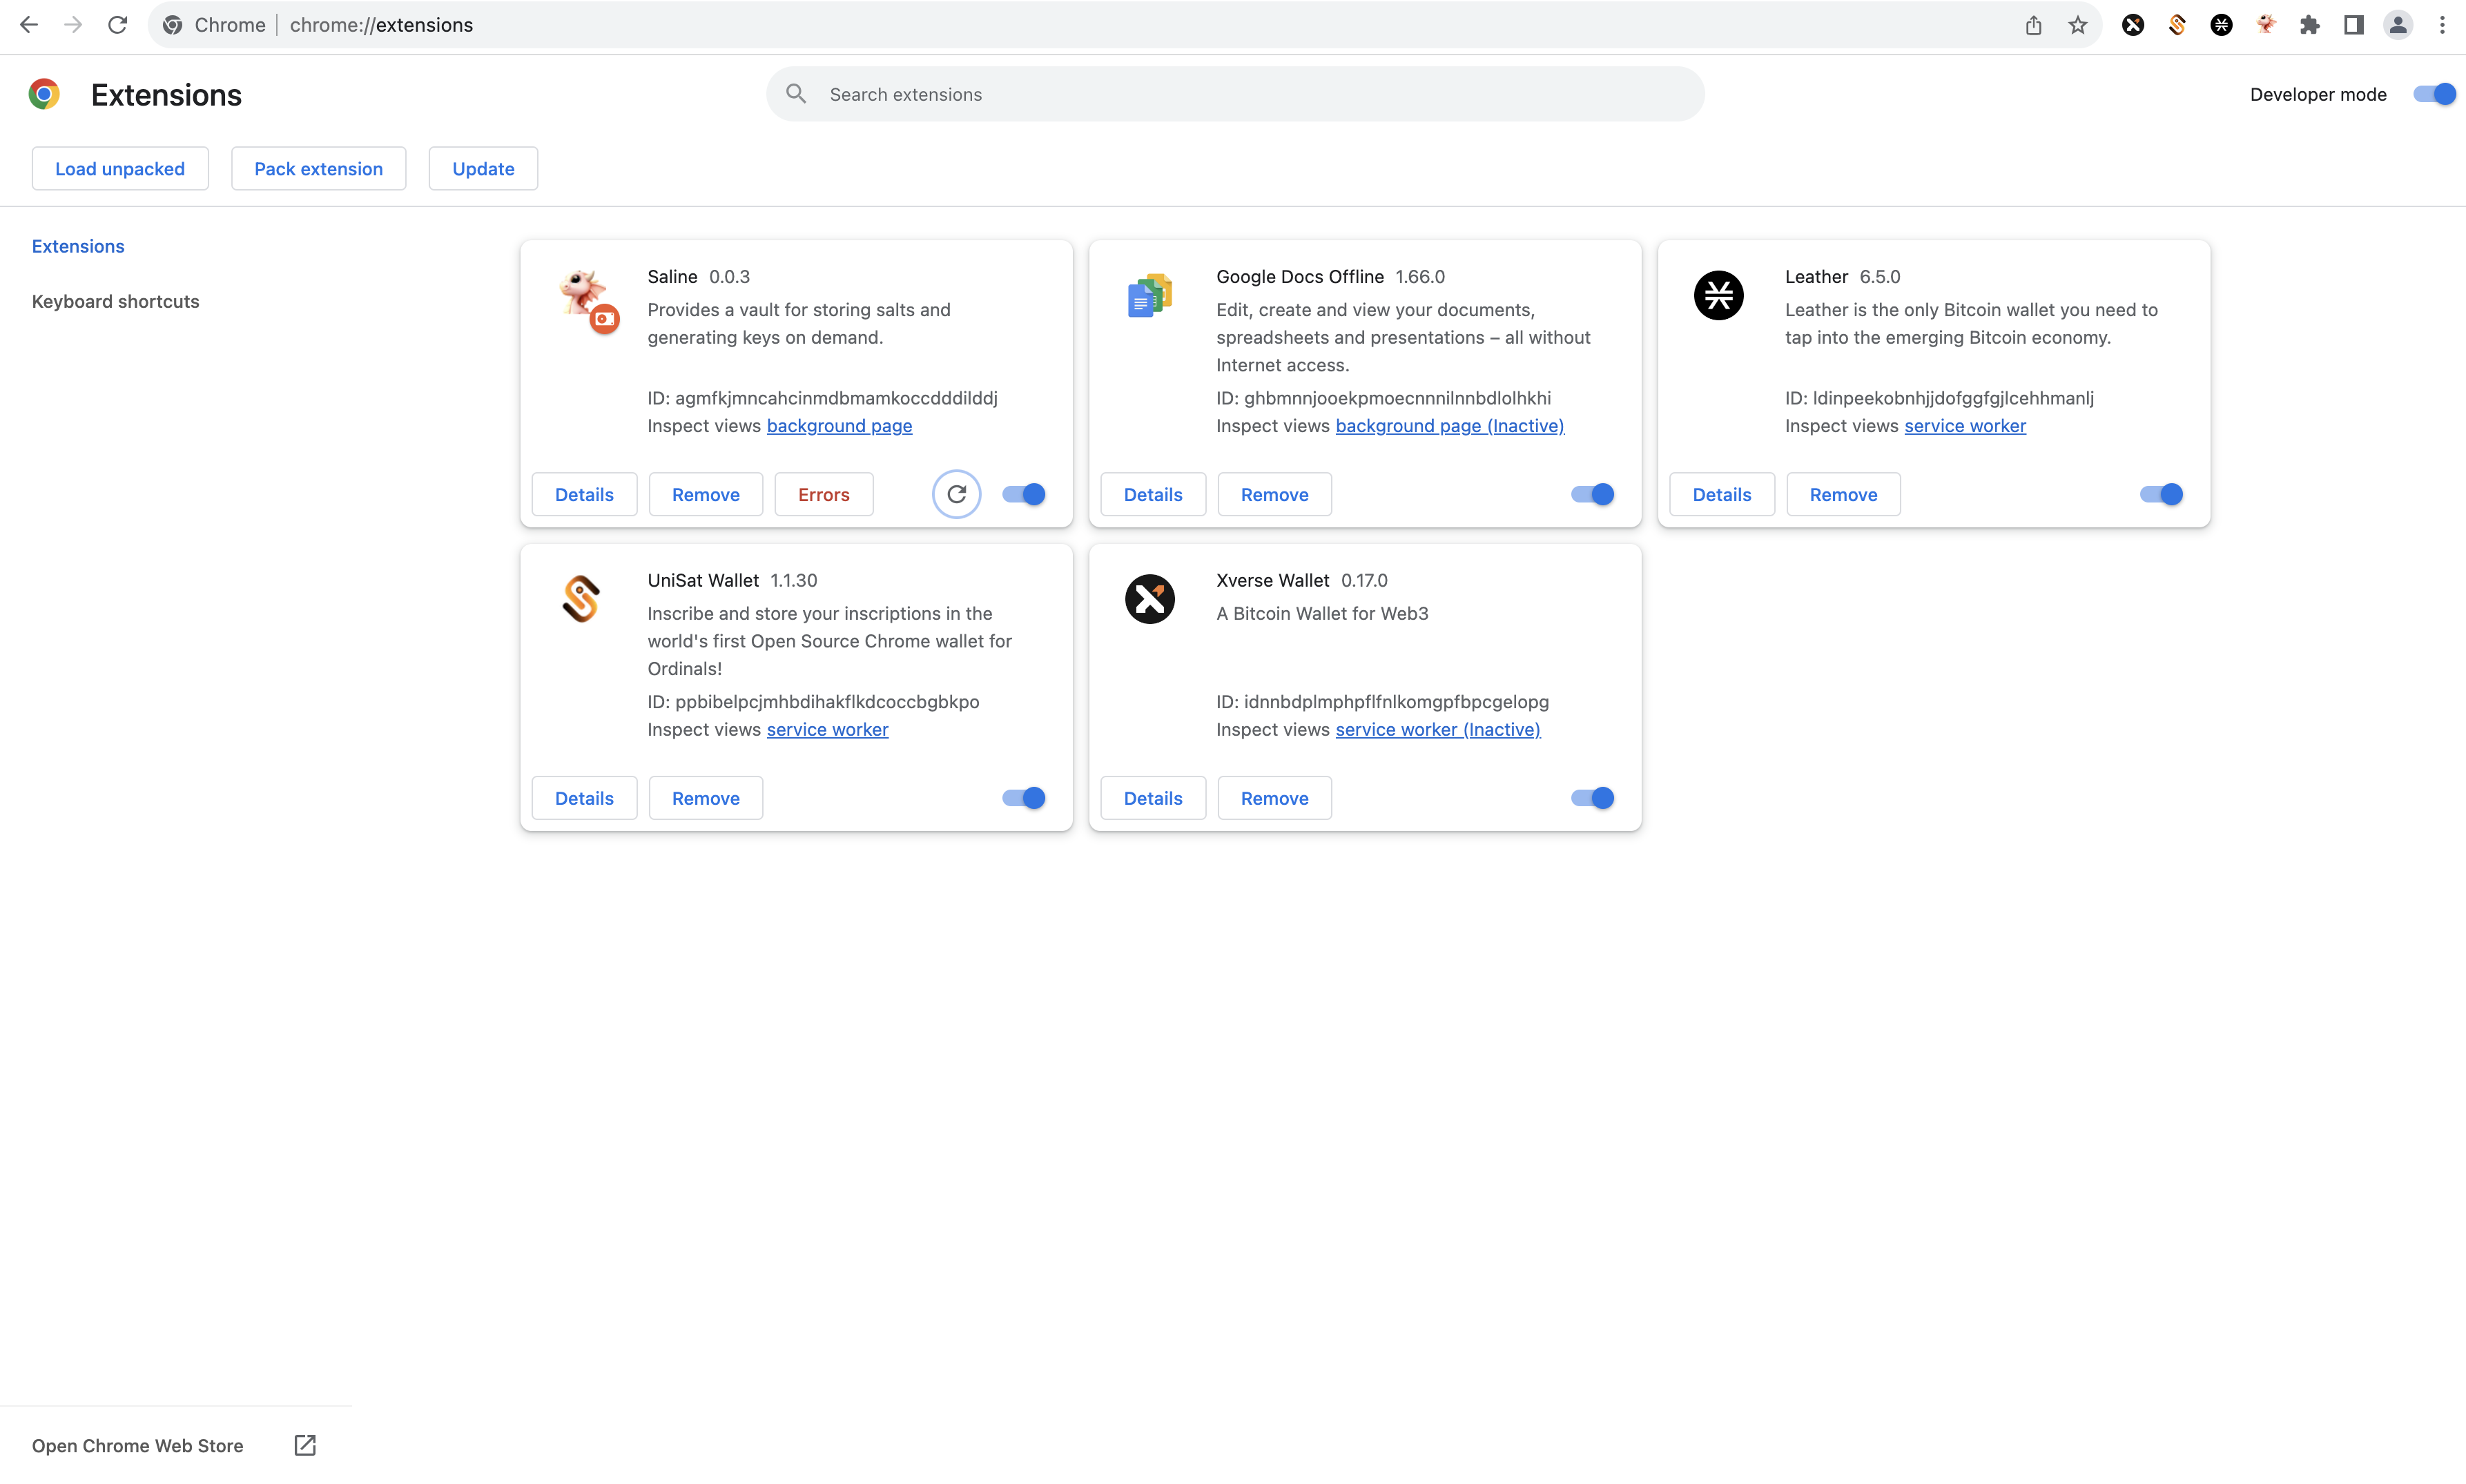 Chrome | chrome://extensions
Extensions
Search extensions
Developer mode
Load unpacked
Pack extension
Update
Extensions
Keyboard shortcuts
Saline 0.0.3
Provides a vault for storing salts and
generating keys on demand.
ID: agmfkjmncahcinmdbmamkoccdddilddj
Inspect views background page
Details
Remove
Errors
Google Docs Offline 1.66.0
Edit, create and view your documents,
spreadsheets and presentations – all without
Internet access.
ID: ghbmnnjooekpmoecnnnilnnbdlolhkhi
Inspect views background page (Inactive)
Details
Remove
Leather 6.5.0
Leather is the only Bitcoin wallet you need to
tap into the emerging Bitcoin economy.
ID: ldinpeekobnhjjdofggfgjlcehhmanlj
Inspect views service worker
Details
Remove
UniSat Wallet 1.1.30
Inscribe and store your inscriptions in the
world's first Open Source Chrome wallet for
Ordinals!
ID: ppbibelpcjmhbdihakflkdcoccbgbkpo
Inspect views service worker
Details
Remove
Xverse Wallet 0.17.0
A Bitcoin Wallet for Web3
ID: idnnbdplmphpflfnlkomgpfbpcgelopg
Inspect views service worker (Inactive)
Details
Remove
Open Chrome Web Store